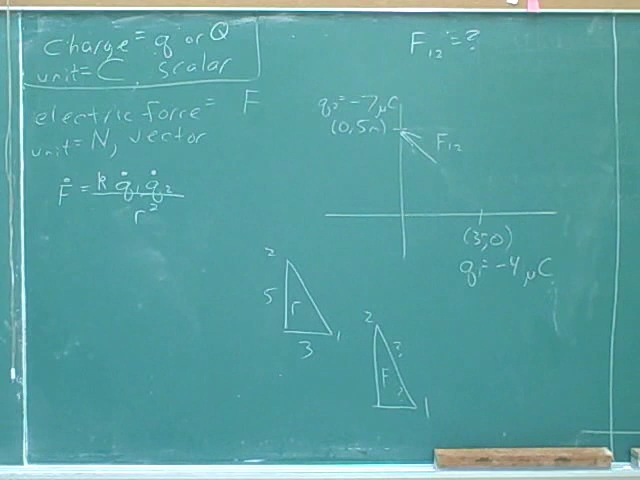 charge = q or Q
unit = C, scalar
electric force = F
unit = N, vector
F = k q₁ q₂
r²
F₁₂ = ?
q₂ = -7 μC
(0, 5m)
F₁₂
(3, 0)
q₁ = -4 μC
2
5
r
3
1
2
?
F
?
1